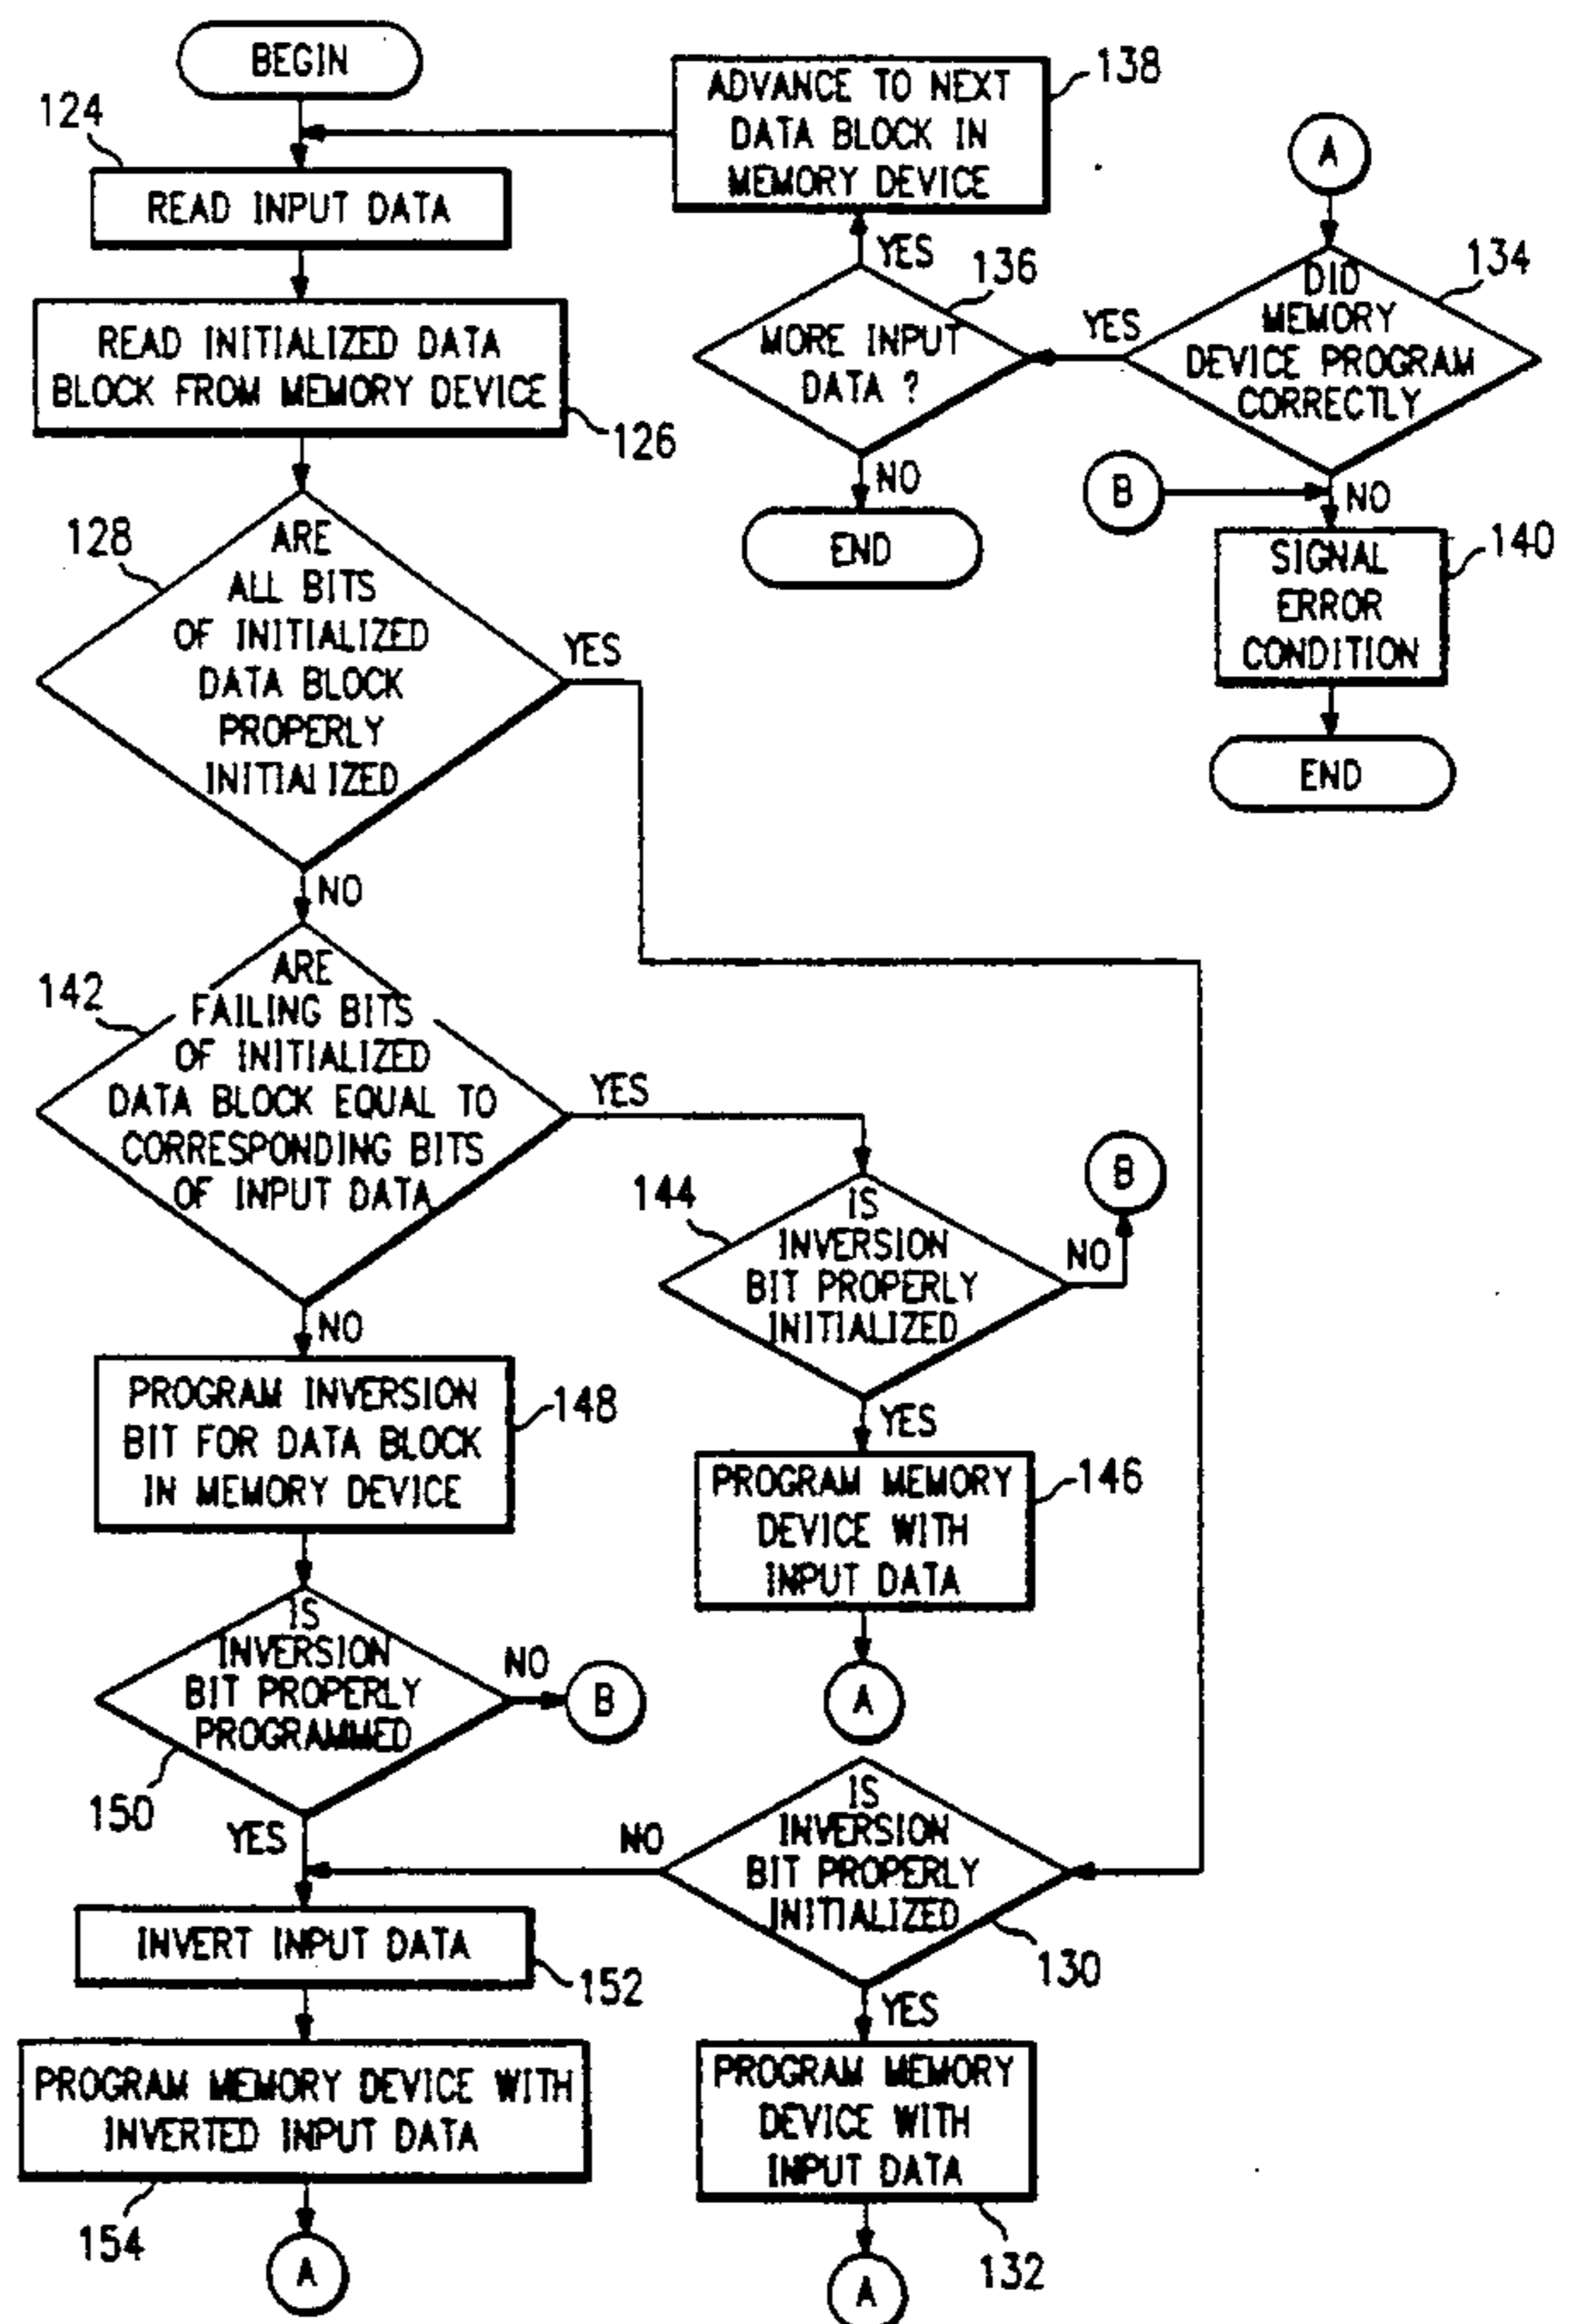 BEGIN
124
READ INPUT DATA
READ INITIALIZED DATA
BLOCK FROM MEMORY DEVICE
126
128
ARE
ALL BITS
OF INITIALIZED
DATA BLOCK
PROPERLY
INITIALIZED
YES
NO
142
ARE
FAILING BITS
OF INITIALIZED
DATA BLOCK EQUAL TO
CORRESPONDING BITS
OF INPUT DATA
YES
NO
PROGRAM INVERSION
BIT FOR DATA BLOCK
IN MEMORY DEVICE
148
IS
INVERSION
BIT PROPERLY
PROGRAMMED
NO
B
150
YES
INVERT INPUT DATA
152
PROGRAM MEMORY DEVICE WITH
INVERTED INPUT DATA
154
A
ADVANCE TO NEXT
DATA BLOCK IN
MEMORY DEVICE
138
YES
136
MORE INPUT
DATA ?
NO
END
A
134
DID
MEMORY
DEVICE PROGRAM
CORRECTLY
YES
B
NO
SIGNAL
ERROR
CONDITION
140
END
144
IS
INVERSION
BIT PROPERLY
INITIALIZED
NO
B
YES
PROGRAM MEMORY
DEVICE WITH
INPUT DATA
146
A
IS
INVERSION
BIT PROPERLY
INITIALIZED
NO
130
YES
PROGRAM MEMORY
DEVICE WITH
INPUT DATA
132
A